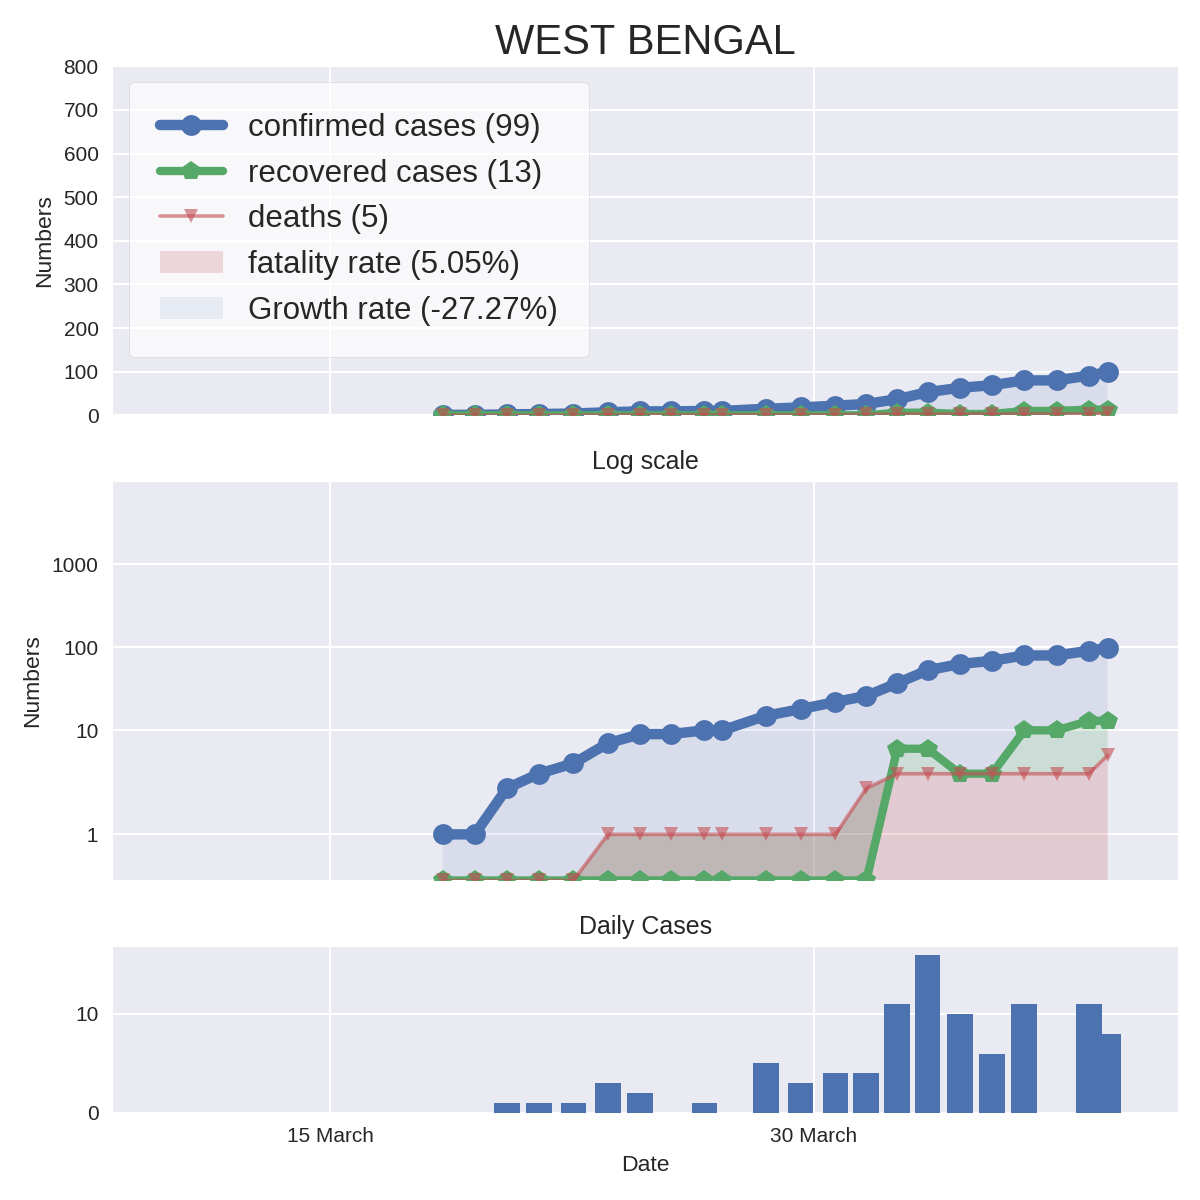 WEST BENGAL
800
700
600
500
400
300
200
100
0
Numbers
confirmed cases (99)
recovered cases (13)
deaths (5)
fatality rate (5.05%)
Growth rate (-27.27%)
Log scale
1000
100
10
1
Numbers
Daily Cases
10
0
15 March
30 March
Date